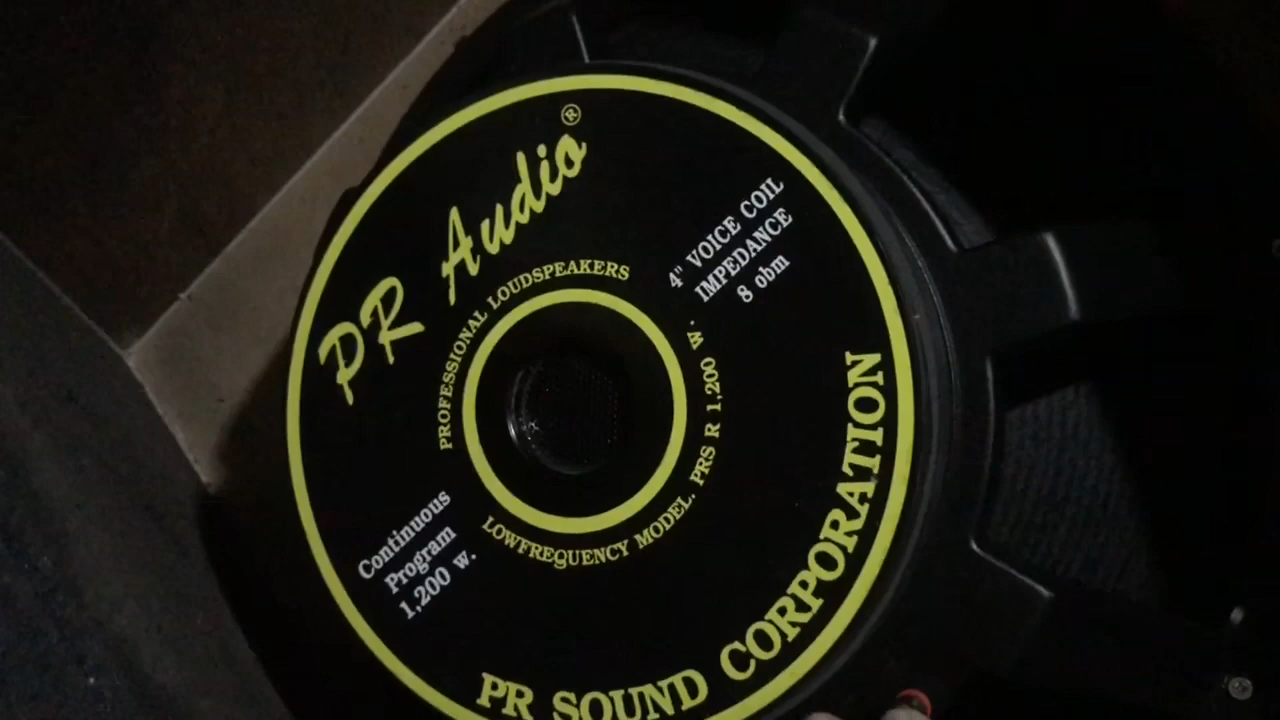 PR Audio®
PROFESSIONAL LOUDSPEAKERS
4" VOICE COIL
IMPEDANCE
8 obm
LOWFREQUENCY MODEL. PRS R 1,200 w.
Continuous
Program
1,200 w.
PR SOUND CORPORATION